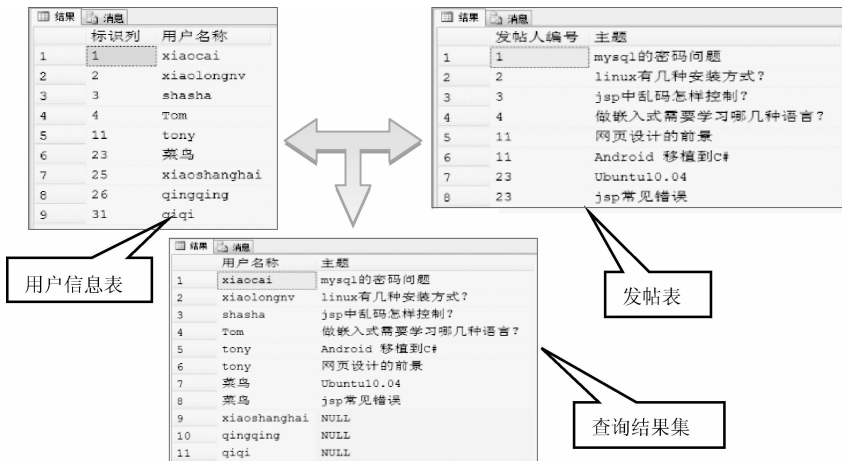 结果 消息
标识列 用户名称
1 1 xiaocai
2 2 xiaolongnv
3 3 shasha
4 4 Tom
5 11 tony
6 23 菜鸟
7 25 xiaoshanghai
8 26 qingqing
9 31 qiqi
用户信息表
结果 消息
发帖人编号 主题
1 1 mysql的密码问题
2 2 linux有几种安装方式?
3 3 jsp中乱码怎样控制?
4 4 做嵌入式需要学习哪几种语言?
5 11 网页设计的前景
6 11 Android 移植到C#
7 23 Ubuntu10.04
8 23 jsp常见错误
发帖表
结果 消息
用户名称 主题
1 xiaocai mysql的密码问题
2 xiaolongnv linux有几种安装方式?
3 shasha jsp中乱码怎样控制?
4 Tom 做嵌入式需要学习哪几种语言?
5 tony Android 移植到C#
6 tony 网页设计的前景
7 菜鸟 Ubuntu10.04
8 菜鸟 jsp常见错误
9 xiaoshanghai NULL
10 qingqing NULL
11 qiqi NULL
查询结果集